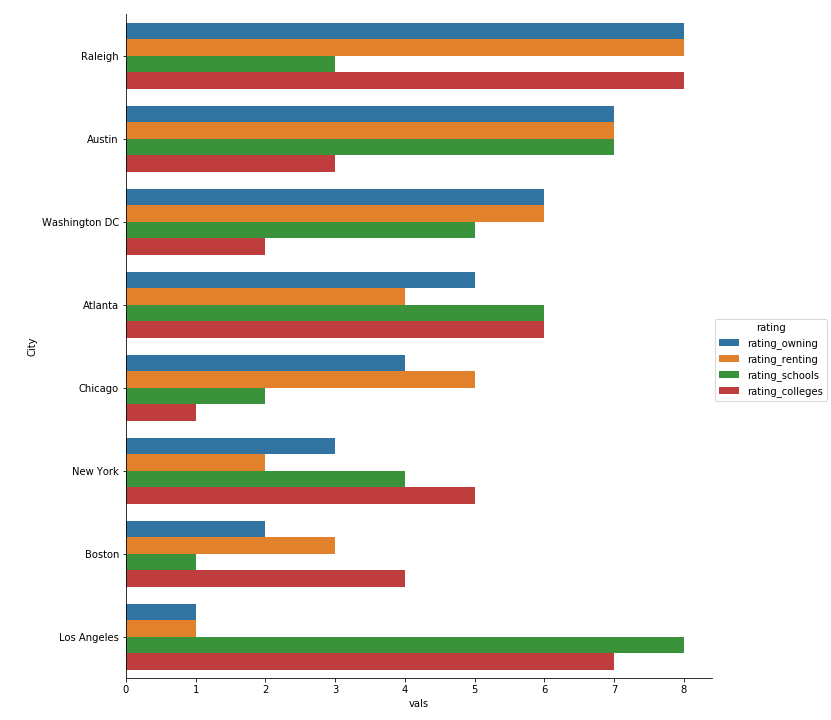 Raleigh
Austin
Washington DC
Atlanta
Chicago
New York
Boston
Los Angeles
City
0 1 2 3 4 5 6 7 8
vals
rating
rating_owning
rating_renting
rating_schools
rating_colleges